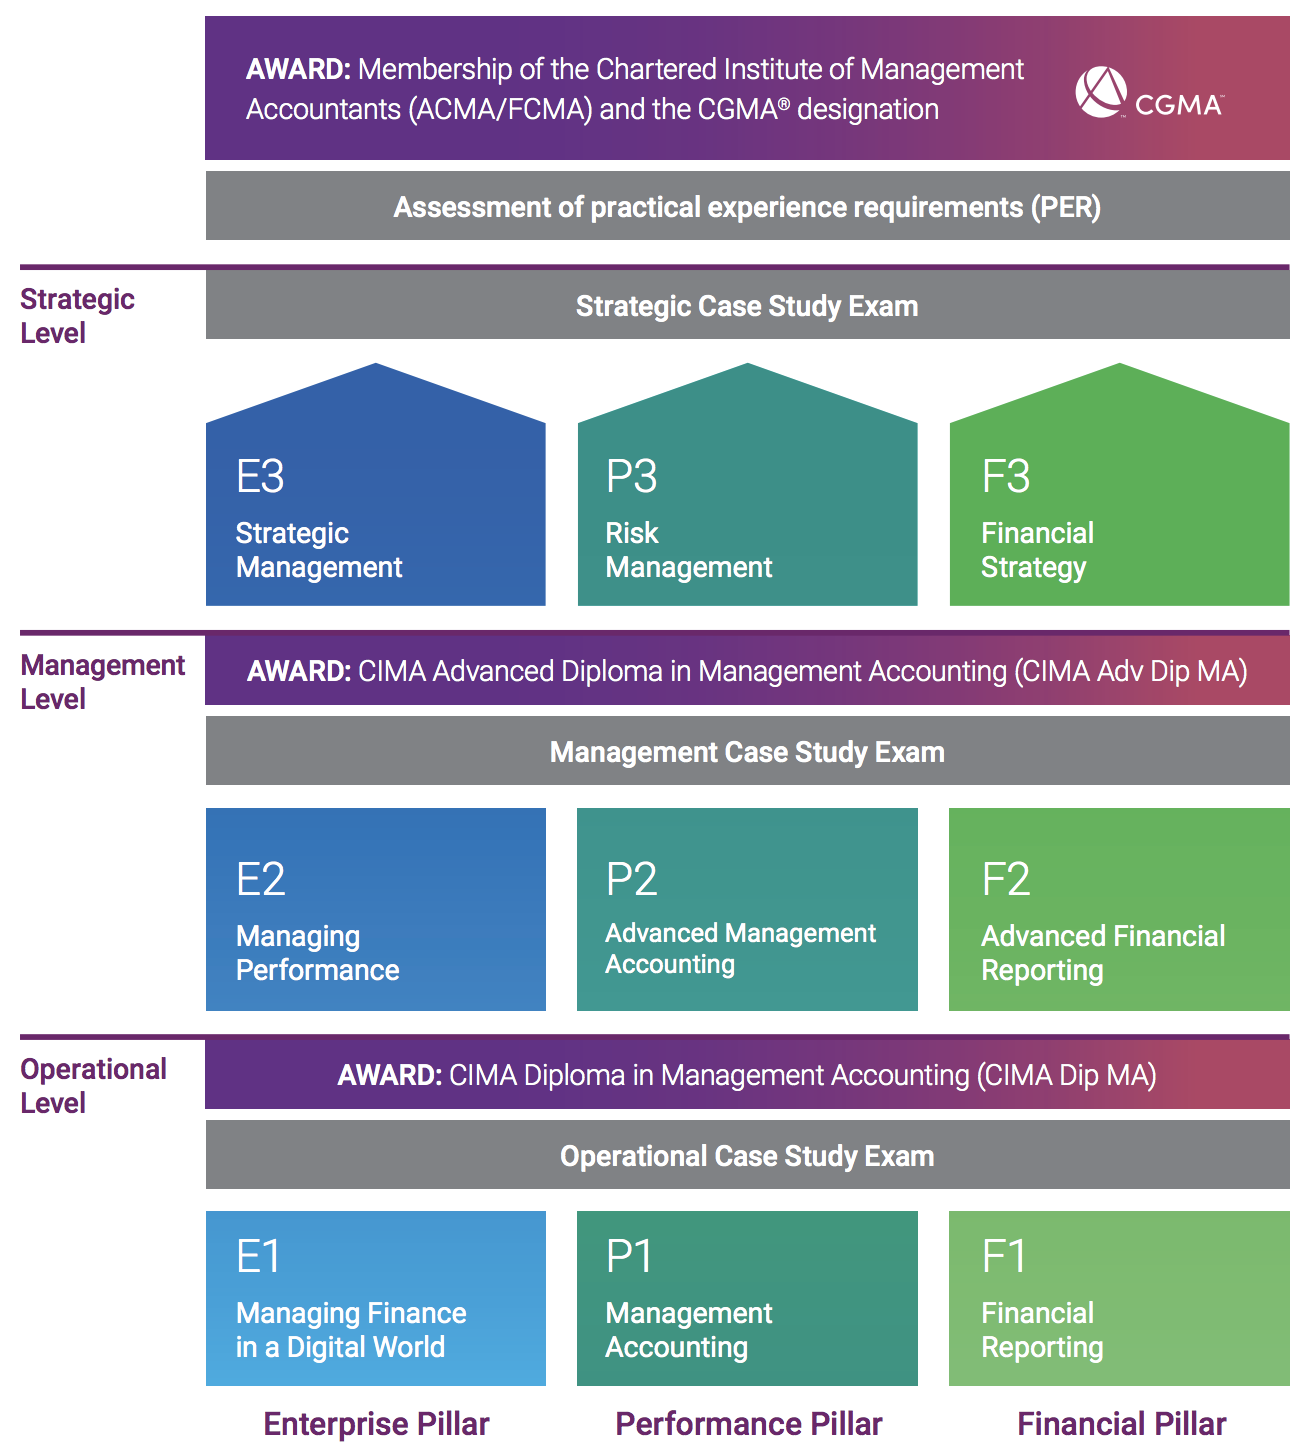 AWARD: Membership of the Chartered Institute of Management
Accountants (ACMA/FCMA) and the CGMA® designation
CGMA™
Assessment of practical experience requirements (PER)
Strategic
Level
Strategic Case Study Exam
E3
Strategic
Management
P3
Risk
Management
F3
Financial
Strategy
Management
Level
AWARD: CIMA Advanced Diploma in Management Accounting (CIMA Adv Dip MA)
Management Case Study Exam
E2
Managing
Performance
P2
Advanced Management
Accounting
F2
Advanced Financial
Reporting
Operational
Level
AWARD: CIMA Diploma in Management Accounting (CIMA Dip MA)
Operational Case Study Exam
E1
Managing Finance
in a Digital World
P1
Management
Accounting
F1
Financial
Reporting
Enterprise Pillar
Performance Pillar
Financial Pillar